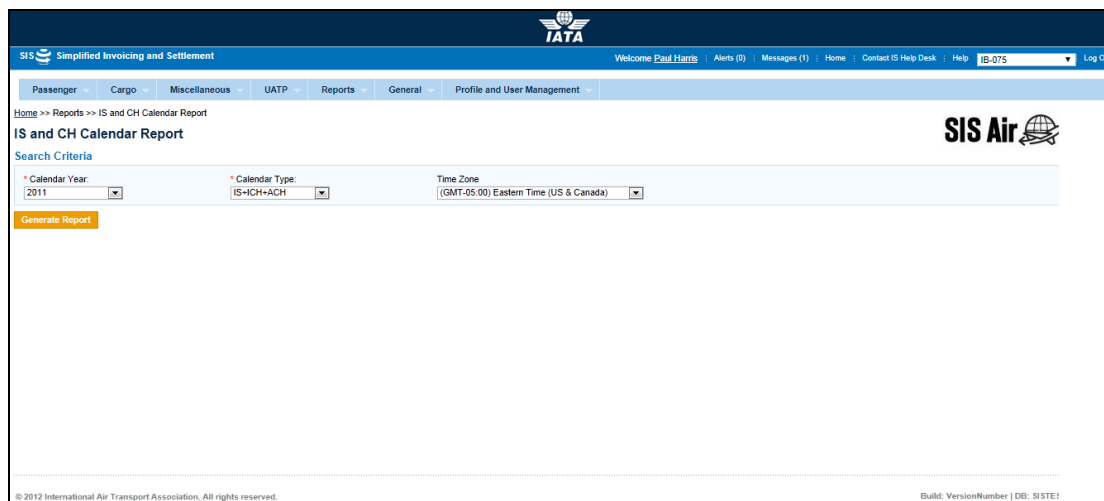 IATA
SIS Simplified Invoicing and Settlement
Welcome Paul Harris Alerts (0) Messages (1) Home Contact IS Help Desk Help IB-075 Log O
Passenger Cargo Miscellaneous UATP Reports General Profile and User Management
Home >> Reports >> IS and CH Calendar Report
IS and CH Calendar Report
SIS Air
Search Criteria
* Calendar Year: * Calendar Type: Time Zone
2011 IS+ICH+ACH (GMT-05:00) Eastern Time (US & Canada)
Generate Report
© 2012 International Air Transport Association. All rights reserved. Build: VersionNumber | DB: SISTES